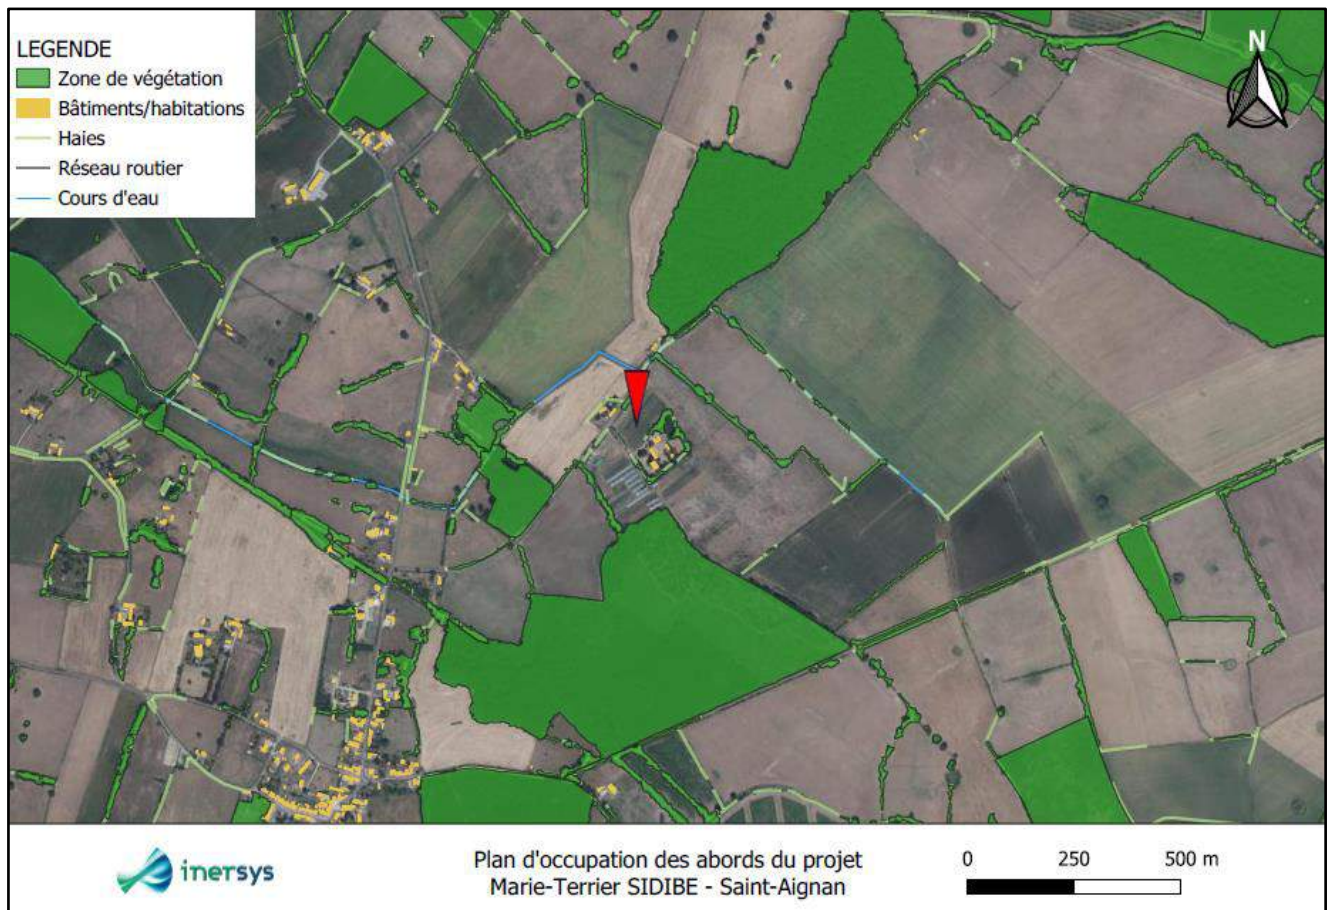 LEGENDE
Zone de végétation
Bâtiments/habitations
Haies
Réseau routier
Cours d'eau
N
inersys
Plan d'occupation des abords du projet
Marie-Terrier SIDIBE - Saint-Aignan
0 250 500 m